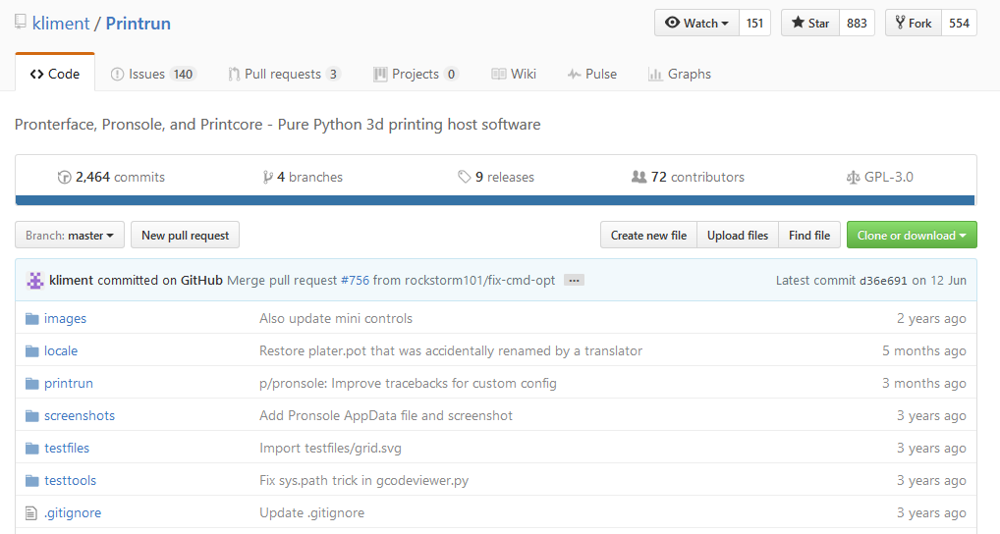 kliment / Printrun Watch 151 Star 883 Fork 554
Code Issues 140 Pull requests 3 Projects 0 Wiki Pulse Graphs
Pronterface, Pronsole, and Printcore - Pure Python 3d printing host software
2,464 commits 4 branches 9 releases 72 contributors GPL-3.0
Branch: master New pull request Create new file Upload files Find file Clone or download
kliment committed on GitHub Merge pull request #756 from rockstorm101/fix-cmd-opt ... Latest commit d36e691 on 12 Jun
images Also update mini controls 2 years ago
locale Restore plater.pot that was accidentally renamed by a translator 5 months ago
printrun p/pronsole: Improve tracebacks for custom config 3 months ago
screenshots Add Pronsole AppData file and screenshot 3 years ago
testfiles Import testfiles/grid.svg 3 years ago
testtools Fix sys.path trick in gcodeviewer.py 3 years ago
.gitignore Update .gitignore 3 years ago